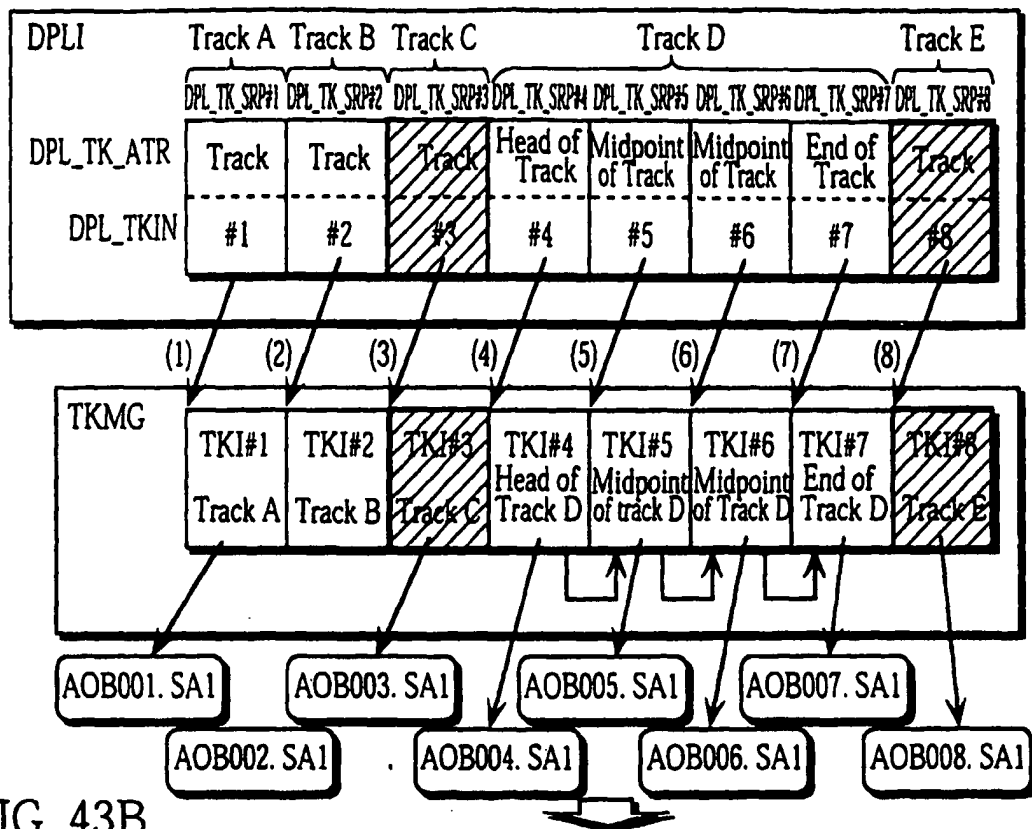 DPLI Track A Track B Track C Track D Track E
DPL_TK_SRP#1 DPL_TK_SRP#2 DPL_TK_SRP#3 DPL_TK_SRP#4 DPL_TK_SRP#5 DPL_TK_SRP#6 DPL_TK_SRP#7 DPL_TK_SRP#8
DPL_TK_ATR Track Track Track Head of Track Midpoint of Track Midpoint of Track End of Track Track
DPL_TKIN #1 #2 #3 #4 #5 #6 #7 #8
(1) (2) (3) (4) (5) (6) (7) (8)
TKMG TKI#1 TKI#2 TKI#3 TKI#4 TKI#5 TKI#6 TKI#7 TKI#8
Track A Track B Track C Head of Track D Midpoint of track D Midpoint of Track D End of Track D Track E
AOB001. SA1 AOB003. SA1 AOB005. SA1 AOB007. SA1
AOB002. SA1 AOB004. SA1 AOB006. SA1 AOB008. SA1
IG. 43B